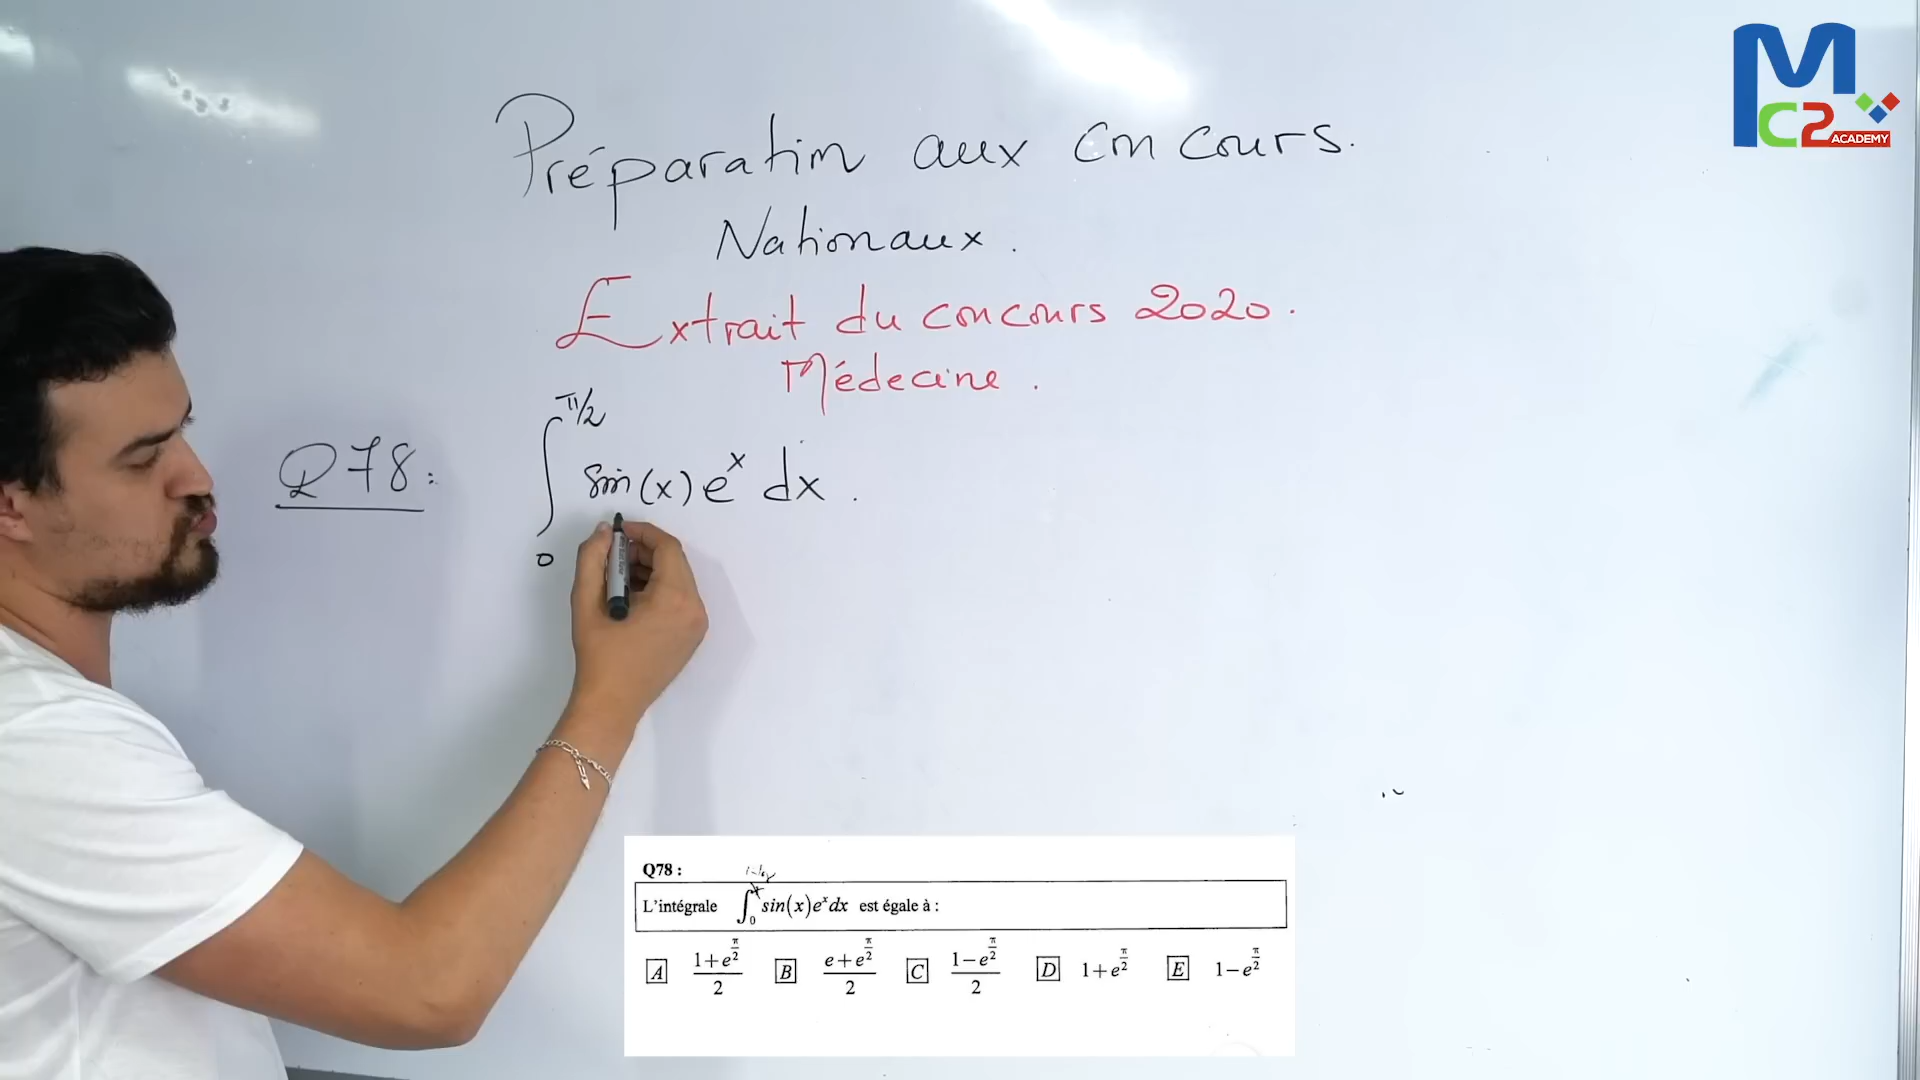 MC2 ACADEMY
Préparation aux concours.
Nationaux.
Extrait du concours 2020.
Médecine.
Q78: ∫₀^{π/2} sin(x) e^x dx.
Q78 :
L'intégrale ∫₀ sin(x)e^x dx est égale à :
A (1+e^{π/2})/2 B (e+e^{π/2})/2 C (1−e^{π/2})/2 D 1+e^{π/2} E 1−e^{π/2}